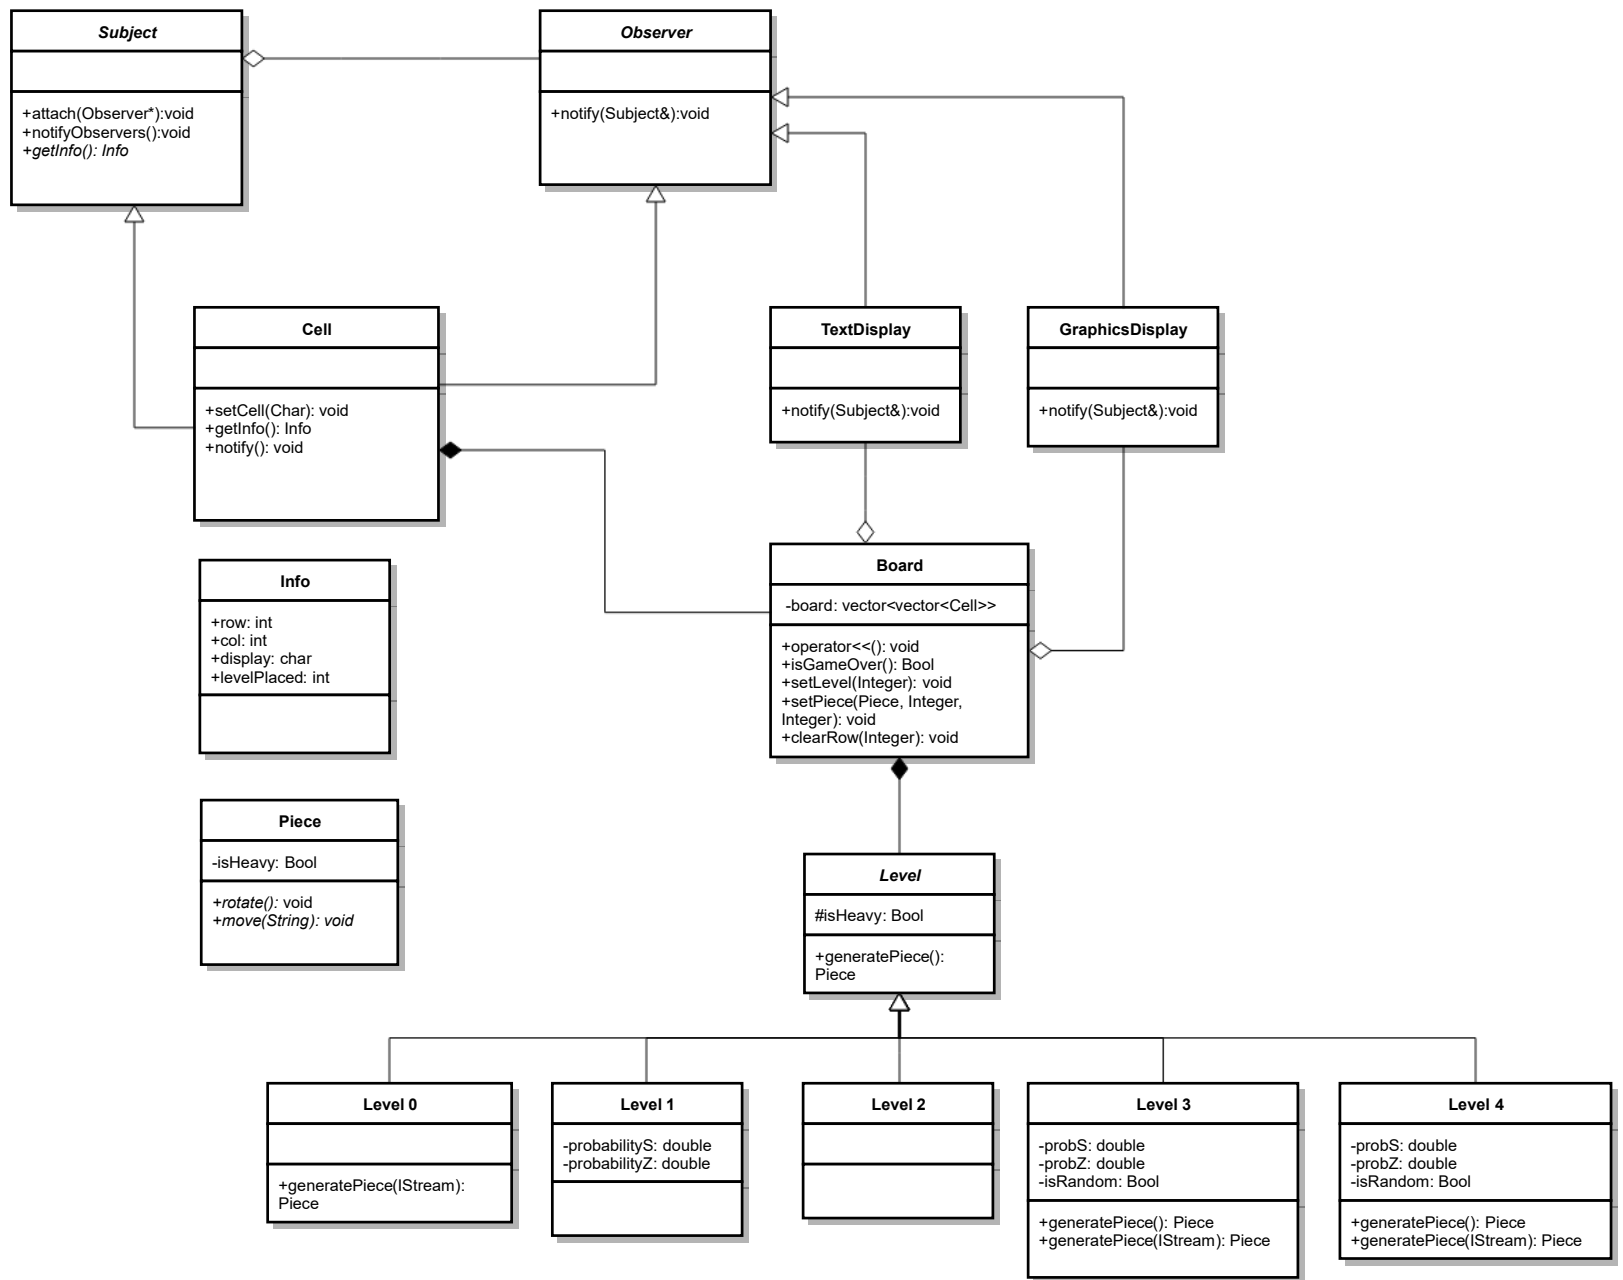 Subject
+attach(Observer*):void
+notifyObservers():void
+getInfo(): Info
Observer
+notify(Subject&):void
Cell
+setCell(Char): void
+getInfo(): Info
+notify(): void
TextDisplay
+notify(Subject&):void
GraphicsDisplay
+notify(Subject&):void
Info
+row: int
+col: int
+display: char
+levelPlaced: int
Board
-board: vector<vector<Cell>>
+operator<<(): void
+isGameOver(): Bool
+setLevel(Integer): void
+setPiece(Piece, Integer,
Integer): void
+clearRow(Integer): void
Piece
-isHeavy: Bool
+rotate(): void
+move(String): void
Level
#isHeavy: Bool
+generatePiece():
Piece
Level 0
+generatePiece(IStream):
Piece
Level 1
-probabilityS: double
-probabilityZ: double
Level 2
Level 3
-probS: double
-probZ: double
-isRandom: Bool
+generatePiece(): Piece
+generatePiece(IStream): Piece
Level 4
-probS: double
-probZ: double
-isRandom: Bool
+generatePiece(): Piece
+generatePiece(IStream): Piece